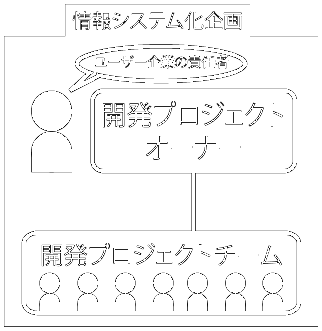 情報システム化企画
ユーザー企業の責任者
開発プロジェクト
オーナー
開発プロジェクトチーム